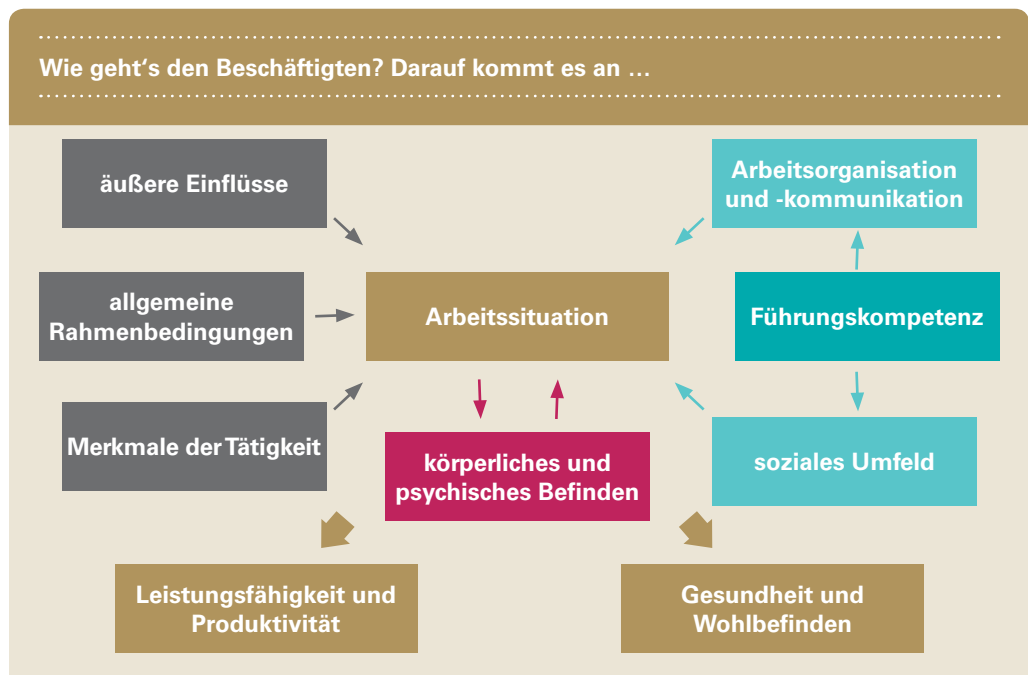 Wie geht‘s den Beschäftigten? Darauf kommt es an …
äußere Einflüsse
Arbeitsorganisation
und -kommunikation
allgemeine
Rahmenbedingungen
Arbeitssituation
Führungskompetenz
Merkmale der Tätigkeit
körperliches und
psychisches Befinden
soziales Umfeld
Leistungsfähigkeit und
Produktivität
Gesundheit und
Wohlbefinden